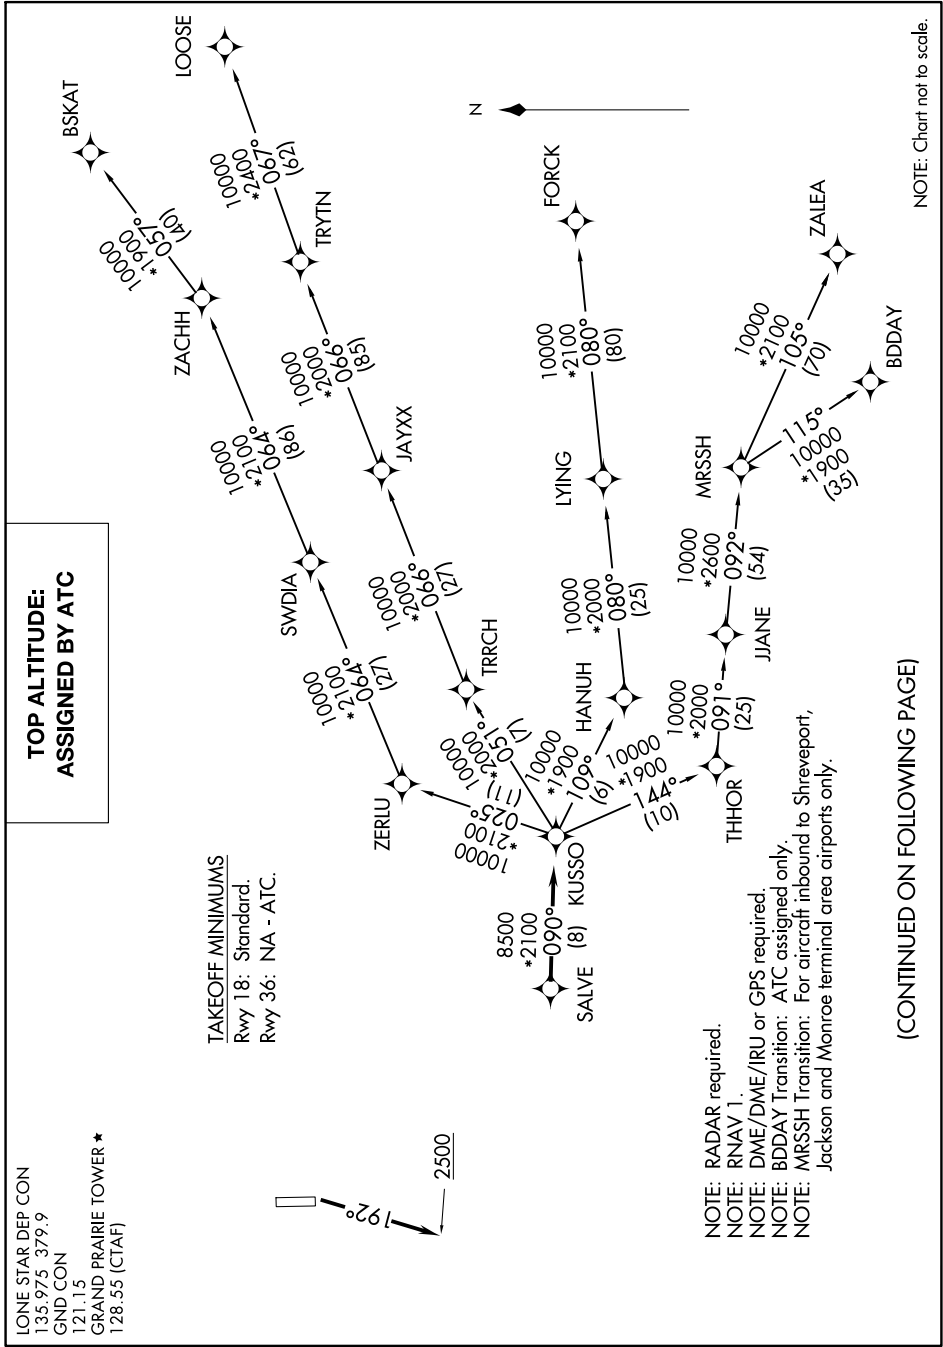 LONE STAR DEP CON
135.975 379.9
GND CON
121.15
GRAND PRAIRIE TOWER ★
128.55 (CTAF)
TOP ALTITUDE:
ASSIGNED BY ATC
TAKEOFF MINIMUMS
Rwy 18: Standard.
Rwy 36: NA - ATC.
192°
2500
SALVE
8500
*2100
090°
(8)
KUSSO
10000
*2100
025°
(11)
ZERLU
10000
*2100
064°
(27)
SWDIA
10000
*2100
064°
(86)
ZACHH
10000
*1900
057°
(40)
BSKAT
10000
*2000
051°
(7)
TRRCH
10000
*2000
066°
(27)
JAYXX
10000
*2000
066°
(85)
TRYTN
10000
*2400
067°
(62)
LOOSE
N
10000
*1900
109°
(6)
HANUH
10000
*2000
080°
(25)
LYING
10000
*2100
080°
(80)
FORCK
10000
*1900
144°
(10)
THHOR
10000
*2000
091°
(25)
JJANE
10000
*2600
092°
(54)
MRSSH
10000
*2100
105°
(70)
ZALEA
115°
10000
*1900
(35)
BDDAY
NOTE: RADAR required.
NOTE: RNAV 1.
NOTE: DME/DME/IRU or GPS required.
NOTE: BDDAY Transition: ATC assigned only.
NOTE: MRSSH Transition: For aircraft inbound to Shreveport,
Jackson and Monroe terminal area airports only.
(CONTINUED ON FOLLOWING PAGE)
NOTE: Chart not to scale.